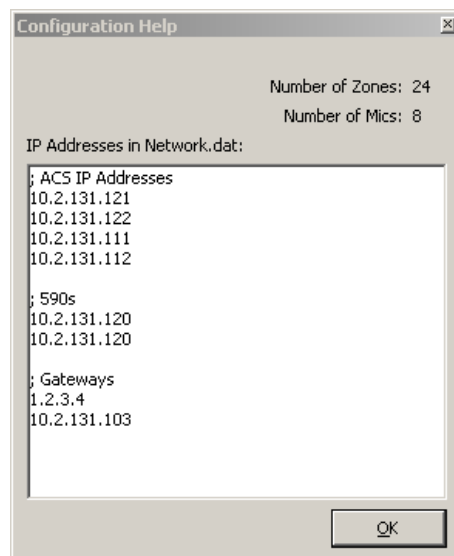 Configuration Help
Number of Zones: 24
Number of Mics: 8
IP Addresses in Network.dat:
; ACS IP Addresses
10.2.131.121
10.2.131.122
10.2.131.111
10.2.131.112
; 590s
10.2.131.120
10.2.131.120
; Gateways
1.2.3.4
10.2.131.103
OK